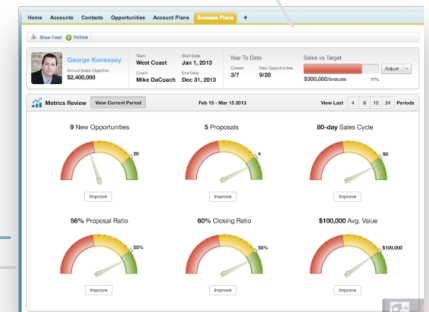 Home Accounts Contacts Opportunities Account Plans Success Plans +
Show Feed Follow
George Kenessey
Annual Sales Objective
$2,400,000
Team
West Coast
Coach
Mike DaCoach
Start Date
Jan 1, 2013
End Date
Dec 31, 2013
Year To Date
Closed New Opportunities
3/7 9/20
Sales vs Target
Adjust
$300,000/$400,000 77%
Metrics Review View Current Period Feb 15 - Mar 15 2013 View Last 4 6 12 24 Periods
9 New Opportunities 5 Proposals 80-day Sales Cycle
20 4 90
Improve Improve Improve
56% Proposal Ratio 60% Closing Ratio $100,000 Avg. Value
50% $100,000
Improve Improve Improve